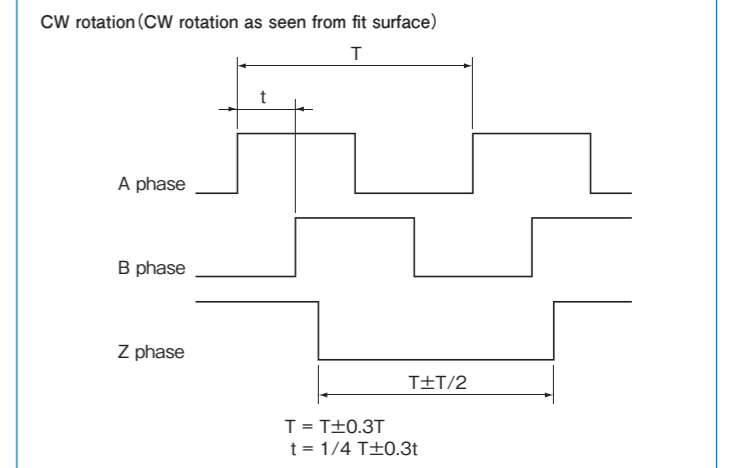 CW rotation(CW rotation as seen from fit surface)
T
t
A phase
B phase
Z phase
T±T/2
T = T±0.3T
t = 1/4 T±0.3t